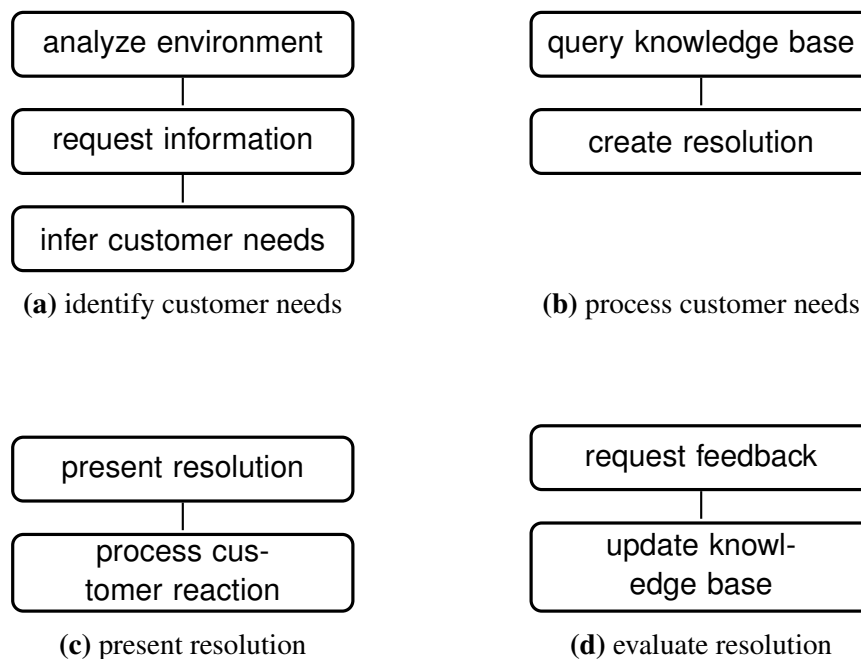 analyze environment
request information
infer customer needs
(a) identify customer needs
query knowledge base
create resolution
(b) process customer needs
present resolution
process cus-
tomer reaction
(c) present resolution
request feedback
update knowl-
edge base
(d) evaluate resolution